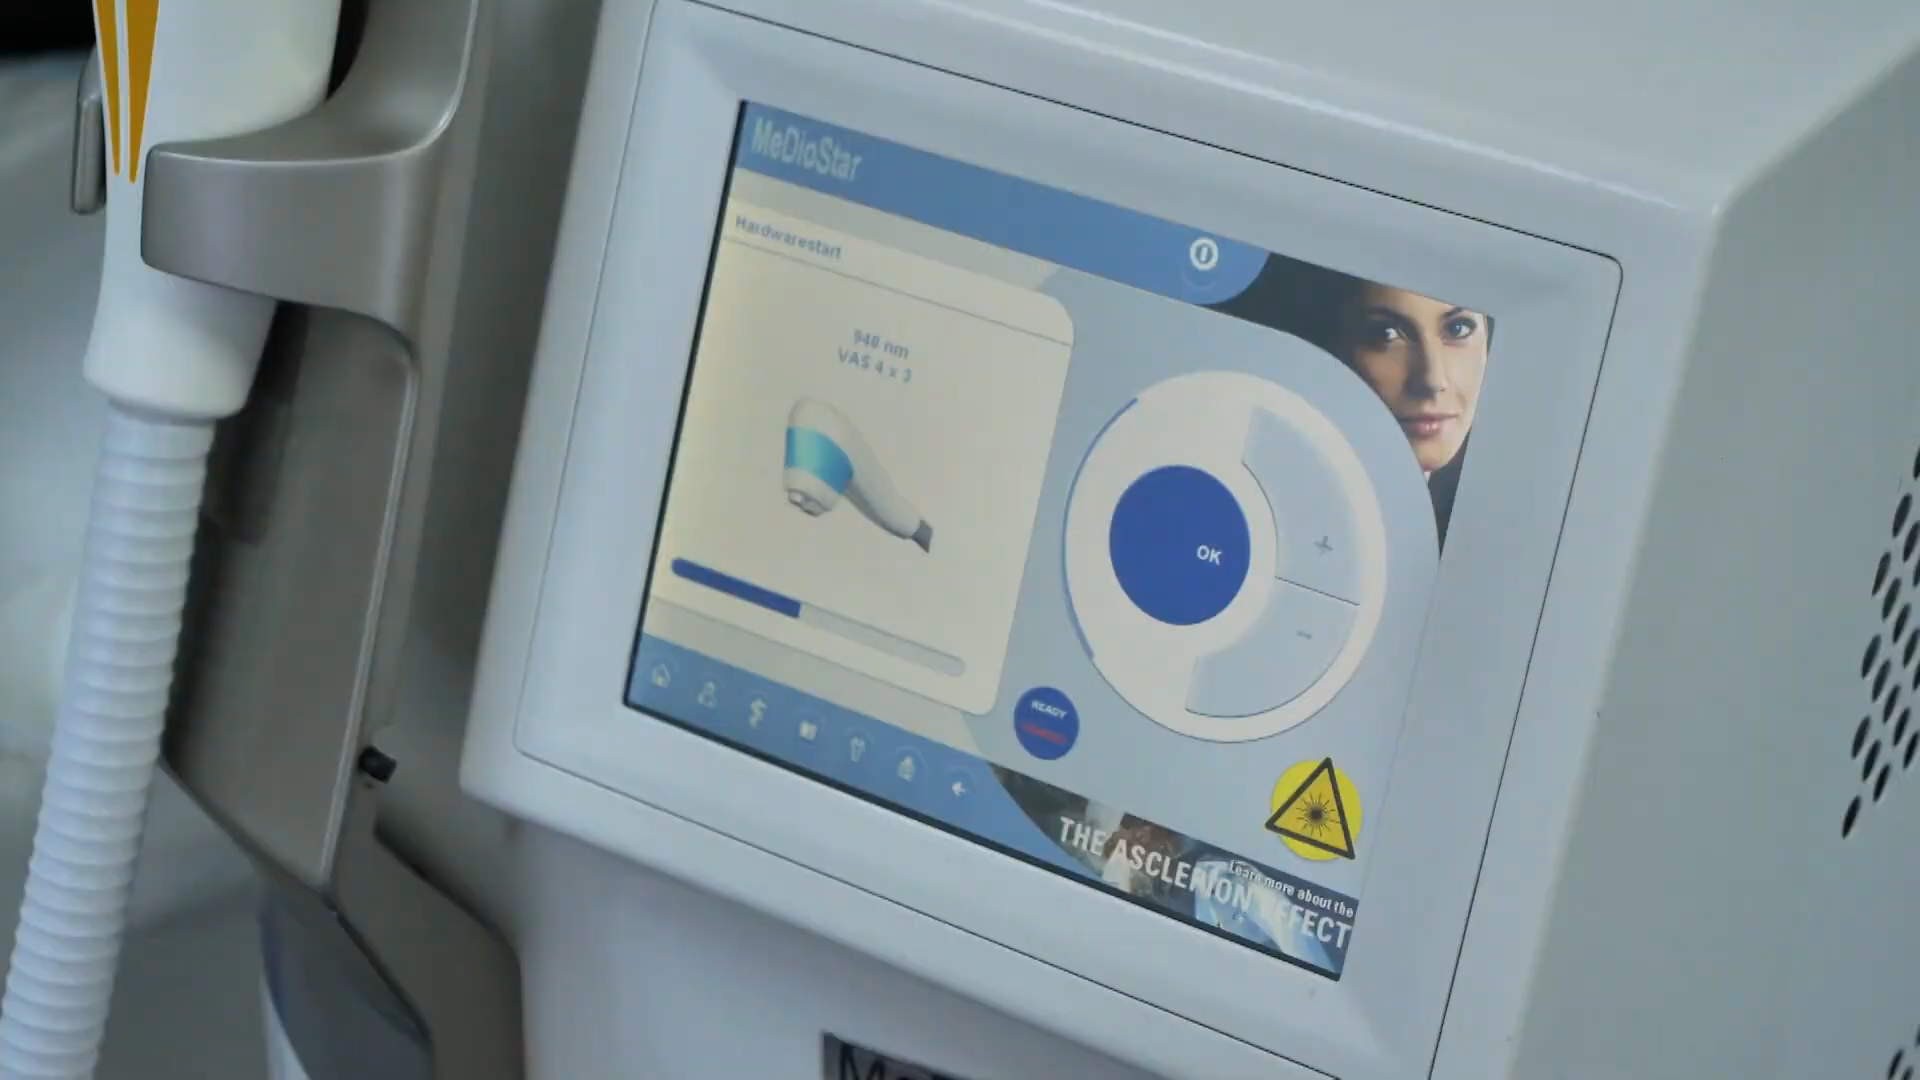 MeDioStar
Hardwarestart
940 nm
VAS 4 x 3
OK
+
−
READY
Learn more about the
THE ASCLEPION EFFECT